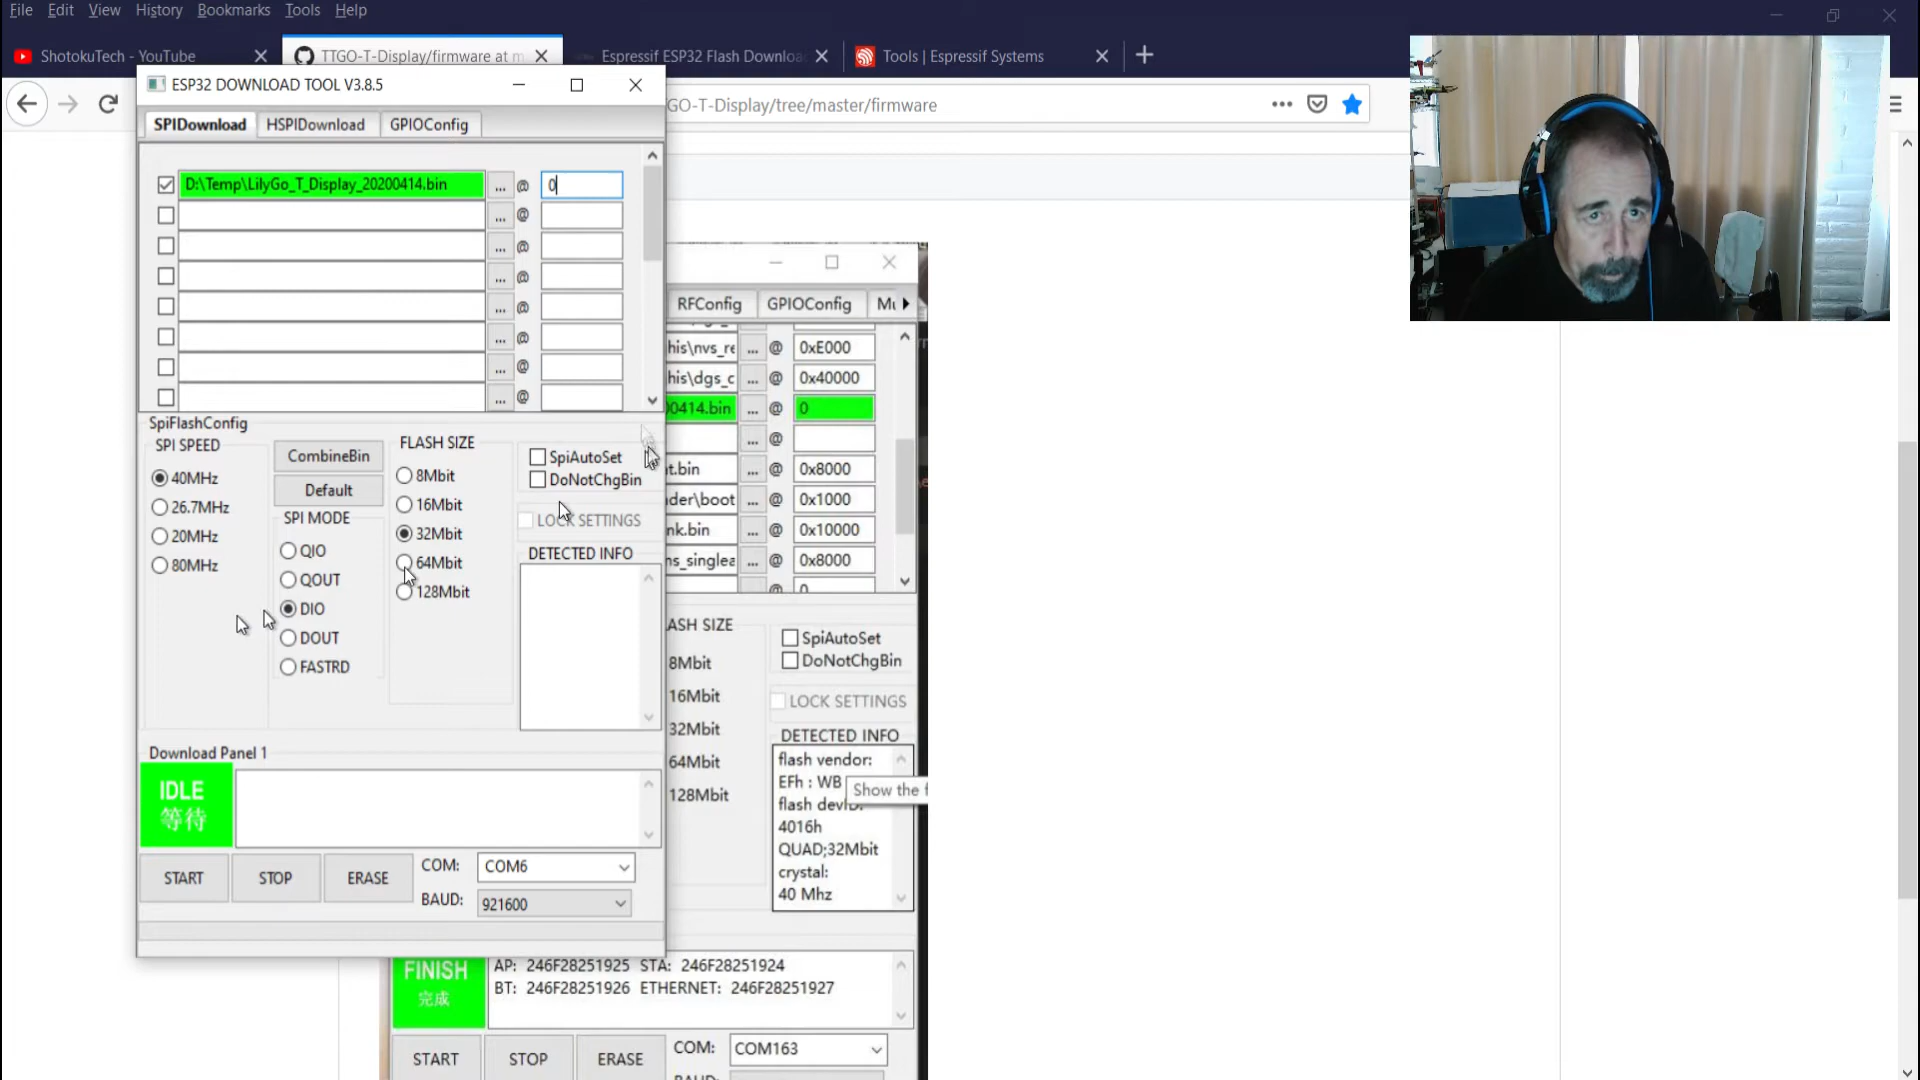 File Edit View History Bookmarks Tools Help
ShotokuTech - YouTube
TTGO-T-Display/firmware at m
Espressif ESP32 Flash Downloa
Tools | Espressif Systems
ESP32 DOWNLOAD TOOL V3.8.5
GO-T-Display/tree/master/firmware
SPIDownload HSPIDownload GPIOConfig
D:\Temp\LilyGo_T_Display_20200414.bin ... @ 0
... @
... @
... @
... @
... @
... @
... @
SpiFlashConfig
SPI SPEED
40MHz
26.7MHz
20MHz
80MHz
CombineBin
Default
SPI MODE
QIO
QOUT
DIO
DOUT
FASTRD
FLASH SIZE
8Mbit
16Mbit
32Mbit
64Mbit
128Mbit
SpiAutoSet
DoNotChgBin
LOCK SETTINGS
DETECTED INFO
Download Panel 1
IDLE
等待
START STOP ERASE
COM: COM6
BAUD: 921600
RFConfig GPIOConfig Mu
his\nvs_re ... @ 0xE000
his\dgs_c ... @ 0x40000
00414.bin ... @ 0
... @
t.bin ... @ 0x8000
der\boot ... @ 0x1000
nk.bin ... @ 0x10000
ns_singlea ... @ 0x8000
ASH SIZE
8Mbit
16Mbit
32Mbit
64Mbit
128Mbit
SpiAutoSet
DoNotChgBin
LOCK SETTINGS
DETECTED INFO
flash vendor:
EFh : WB
flash devID:
4016h
QUAD;32Mbit
crystal:
40 Mhz
Show the f
FINISH
完成
AP: 246F28251925 STA: 246F28251924
BT: 246F28251926 ETHERNET: 246F28251927
START STOP ERASE
COM: COM163